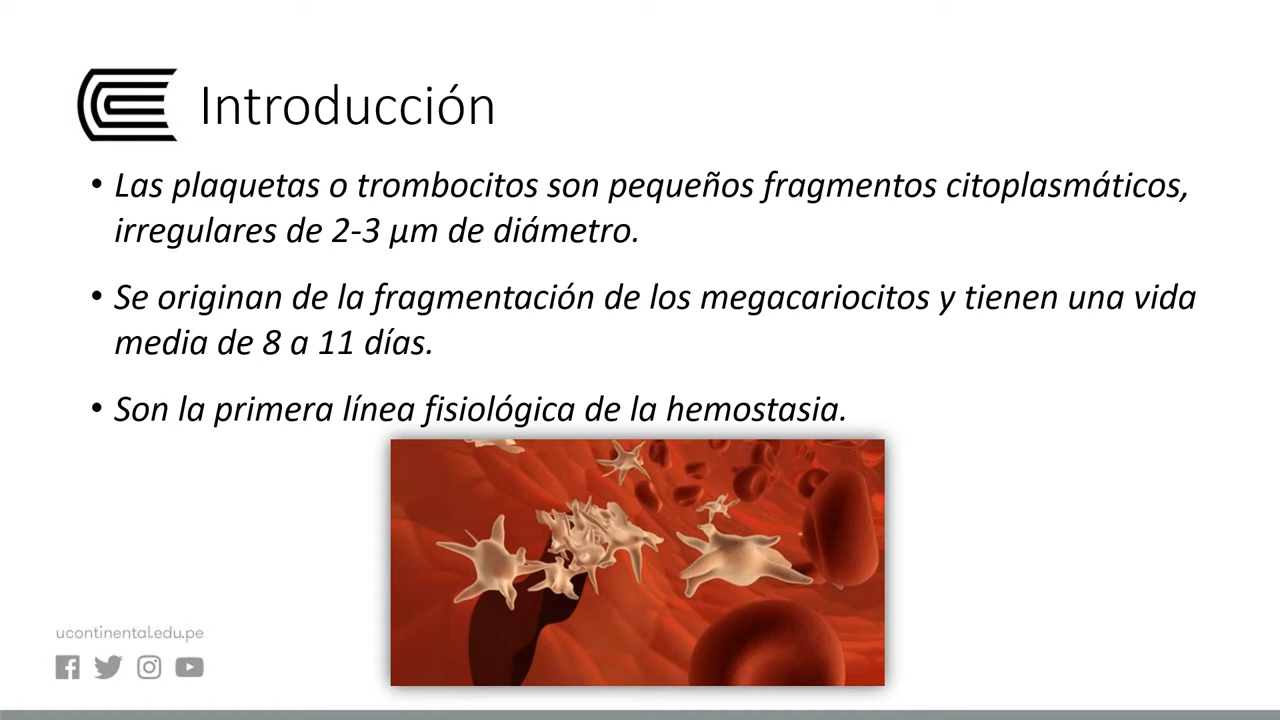 Introducción
• Las plaquetas o trombocitos son pequeños fragmentos citoplasmáticos,
irregulares de 2-3 µm de diámetro.
• Se originan de la fragmentación de los megacariocitos y tienen una vida
media de 8 a 11 días.
• Son la primera línea fisiológica de la hemostasia.
ucontinental.edu.pe